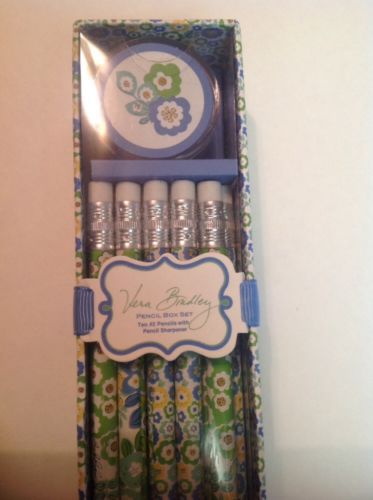 Vera Bradley
PENCIL BOX SET
Ten #2 Pencils with
Pencil Sharpener